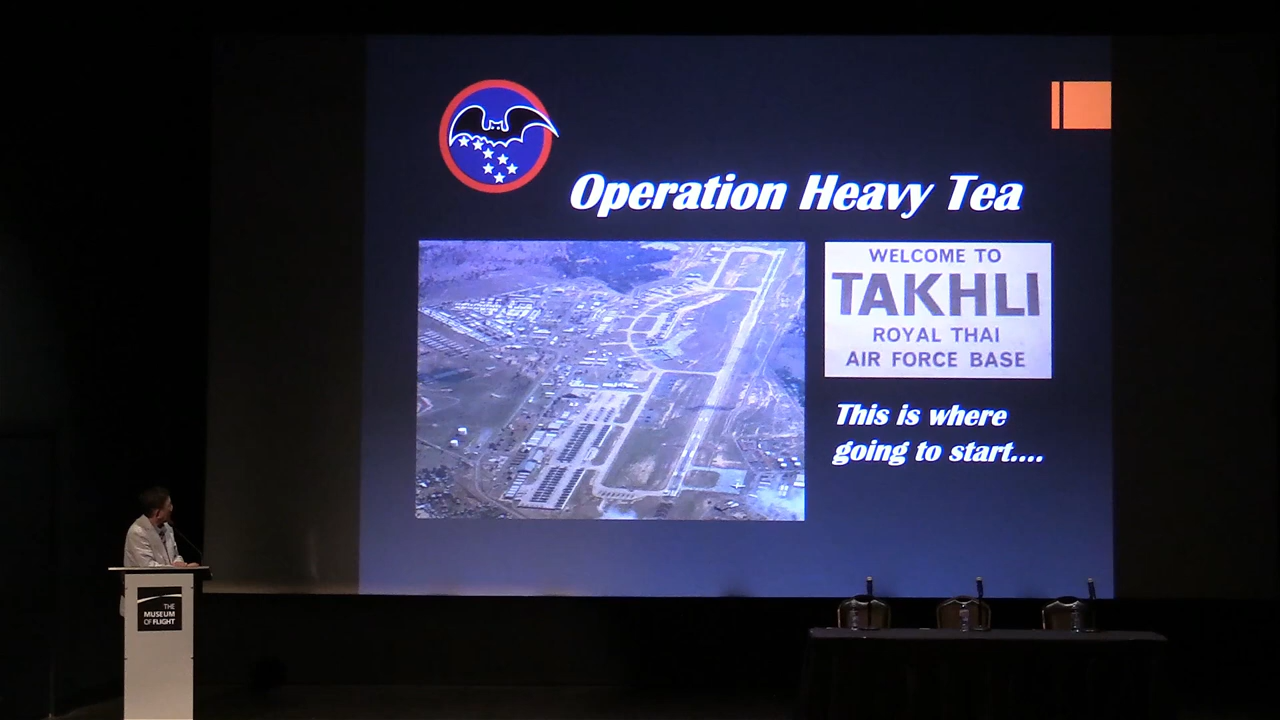 Operation Heavy Tea
WELCOME TO
TAKHLI
ROYAL THAI
AIR FORCE BASE
This is where
going to start....
THE
MUSEUM
OF FLIGHT